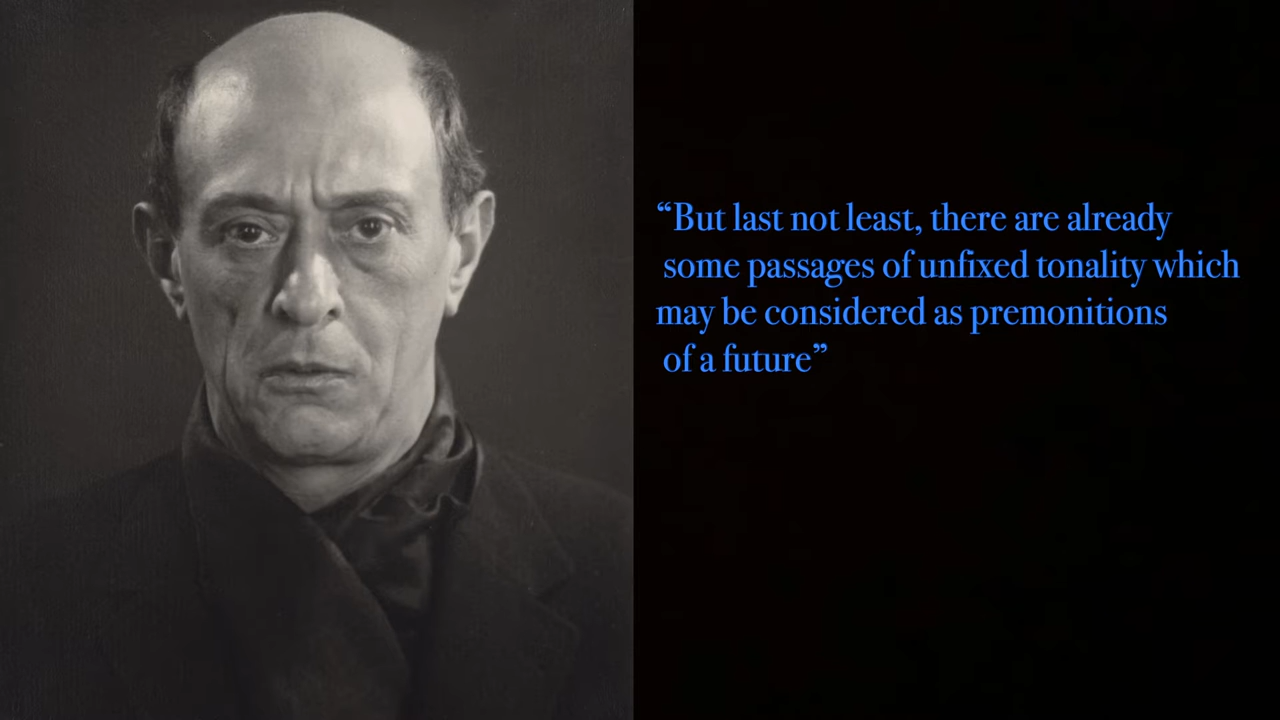 “But last not least, there are already
some passages of unfixed tonality which
may be considered as premonitions
of a future”